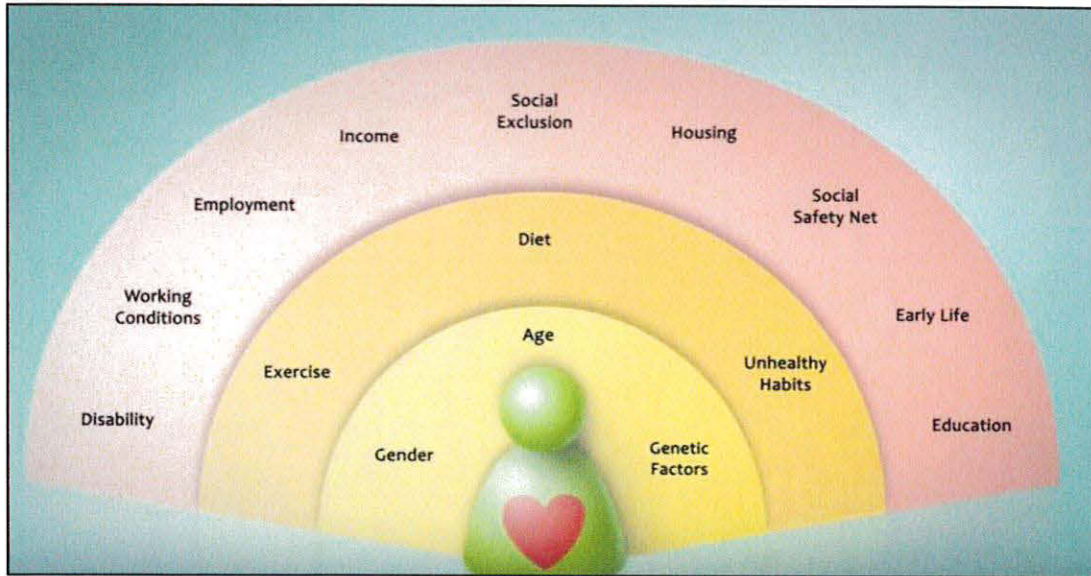 Social
Exclusion
Income
Housing
Employment
Social
Safety Net
Diet
Working
Conditions
Early Life
Age
Exercise
Unhealthy
Habits
Disability
Education
Gender
Genetic
Factors